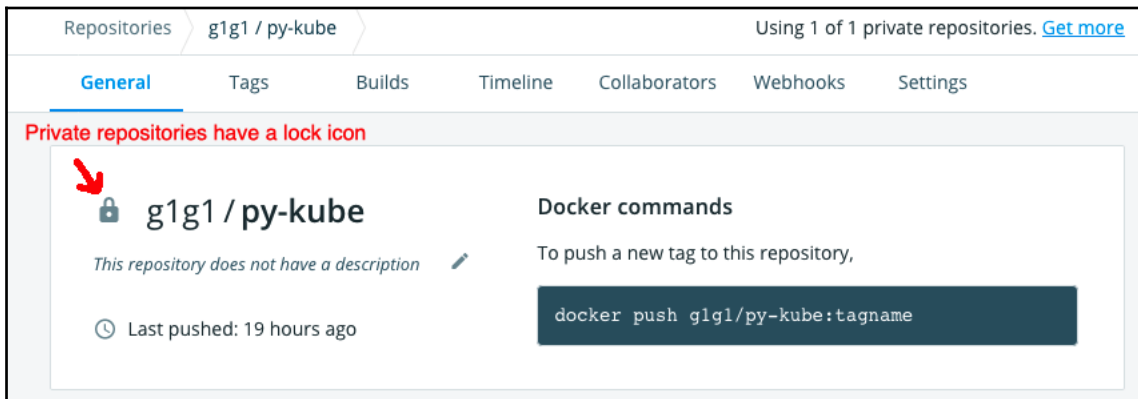 Repositories g1g1 / py-kube Using 1 of 1 private repositories. Get more
General Tags Builds Timeline Collaborators Webhooks Settings
Private repositories have a lock icon
g1g1 / py-kube
This repository does not have a description
Last pushed: 19 hours ago
Docker commands
To push a new tag to this repository,
docker push g1g1/py-kube:tagname